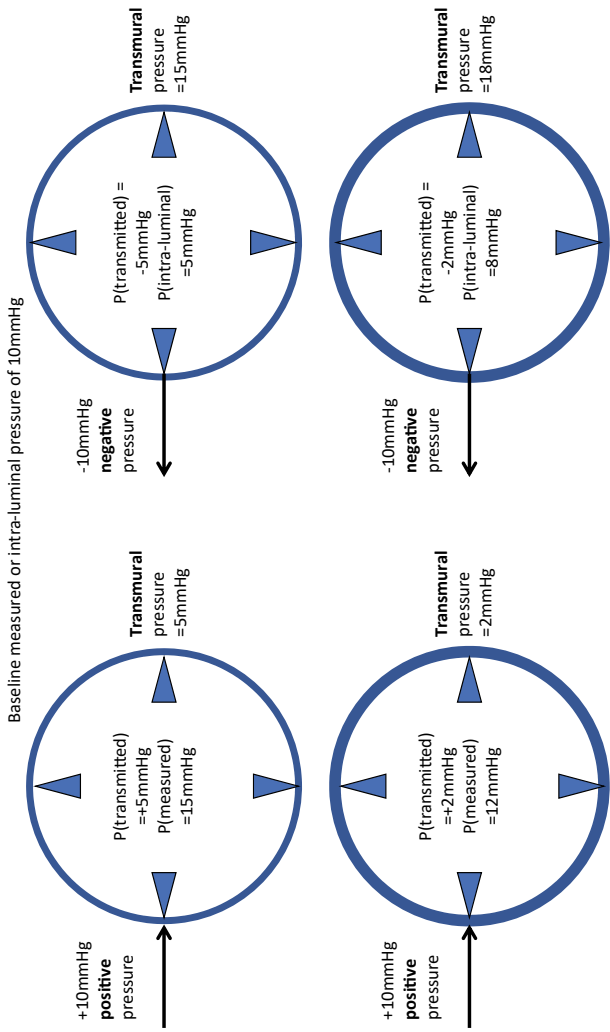 Baseline measured or intra-luminal pressure of 10mmHg
+10mmHg
positive
pressure
P(transmitted)
=+5mmHg
P(measured)
=15mmHg
Transmural
pressure
=5mmHg
-10mmHg
negative
pressure
P(transmitted) =
-5mmHg
P(intra-luminal)
=5mmHg
Transmural
pressure
=15mmHg
+10mmHg
positive
pressure
P(transmitted)
=+2mmHg
P(measured)
=12mmHg
Transmural
pressure
=2mmHg
-10mmHg
negative
pressure
P(transmitted) =
-2mmHg
P(intra-luminal)
=8mmHg
Transmural
pressure
=18mmHg